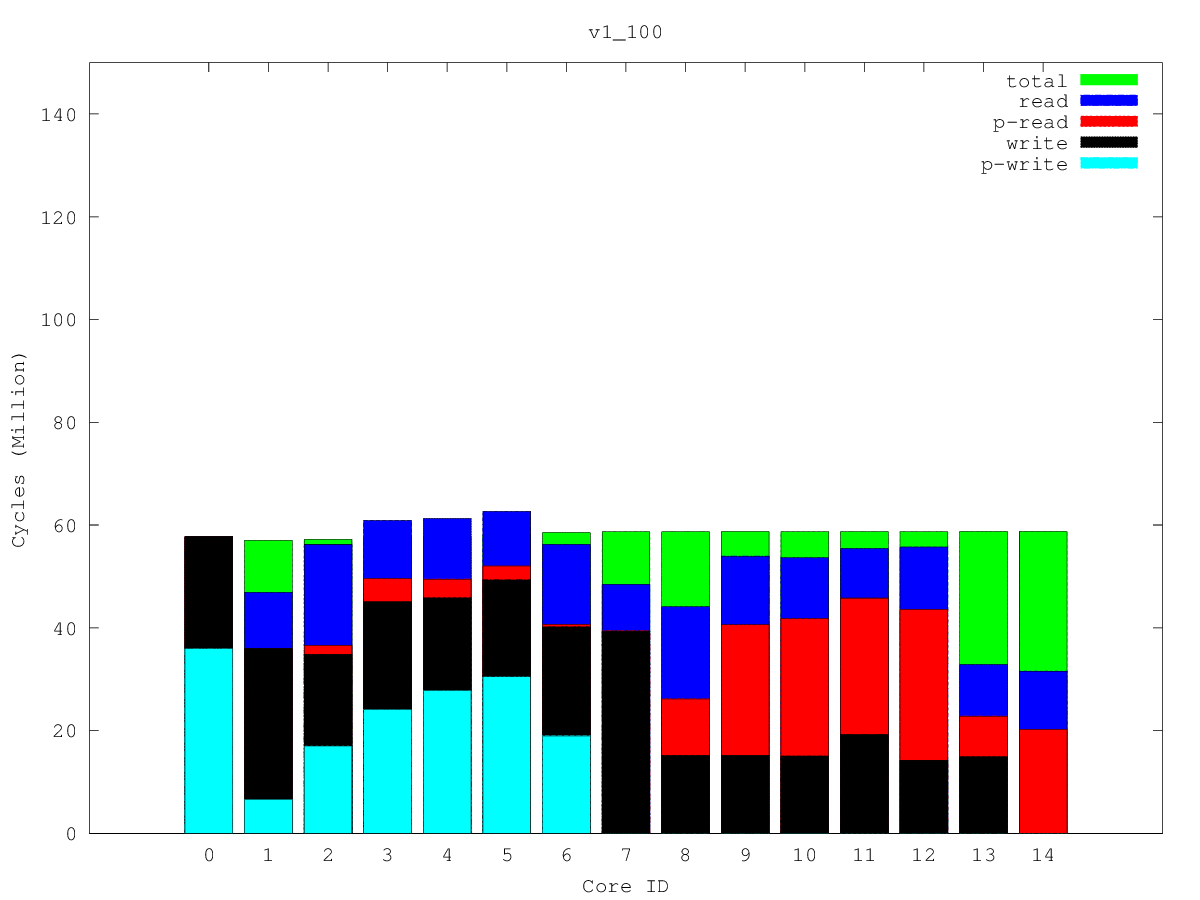 v1_100
total
read
p-read
write
p-write
140
120
100
80
60
40
20
0
Cycles (Million)
0 1 2 3 4 5 6 7 8 9 10 11 12 13 14
Core ID